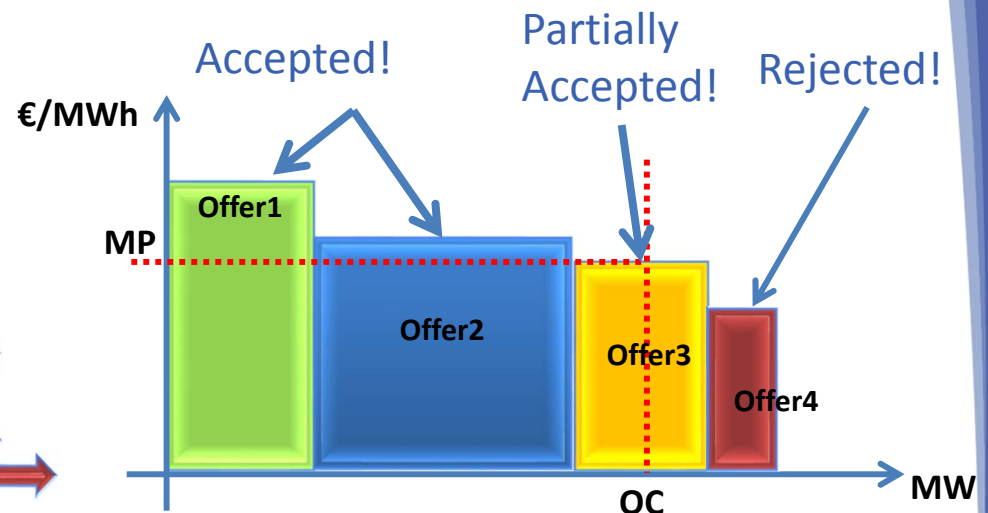 Accepted!
Partially
Accepted!
Rejected!
€/MWh
Offer1
MP
Offer2
Offer3
Offer4
OC
MW